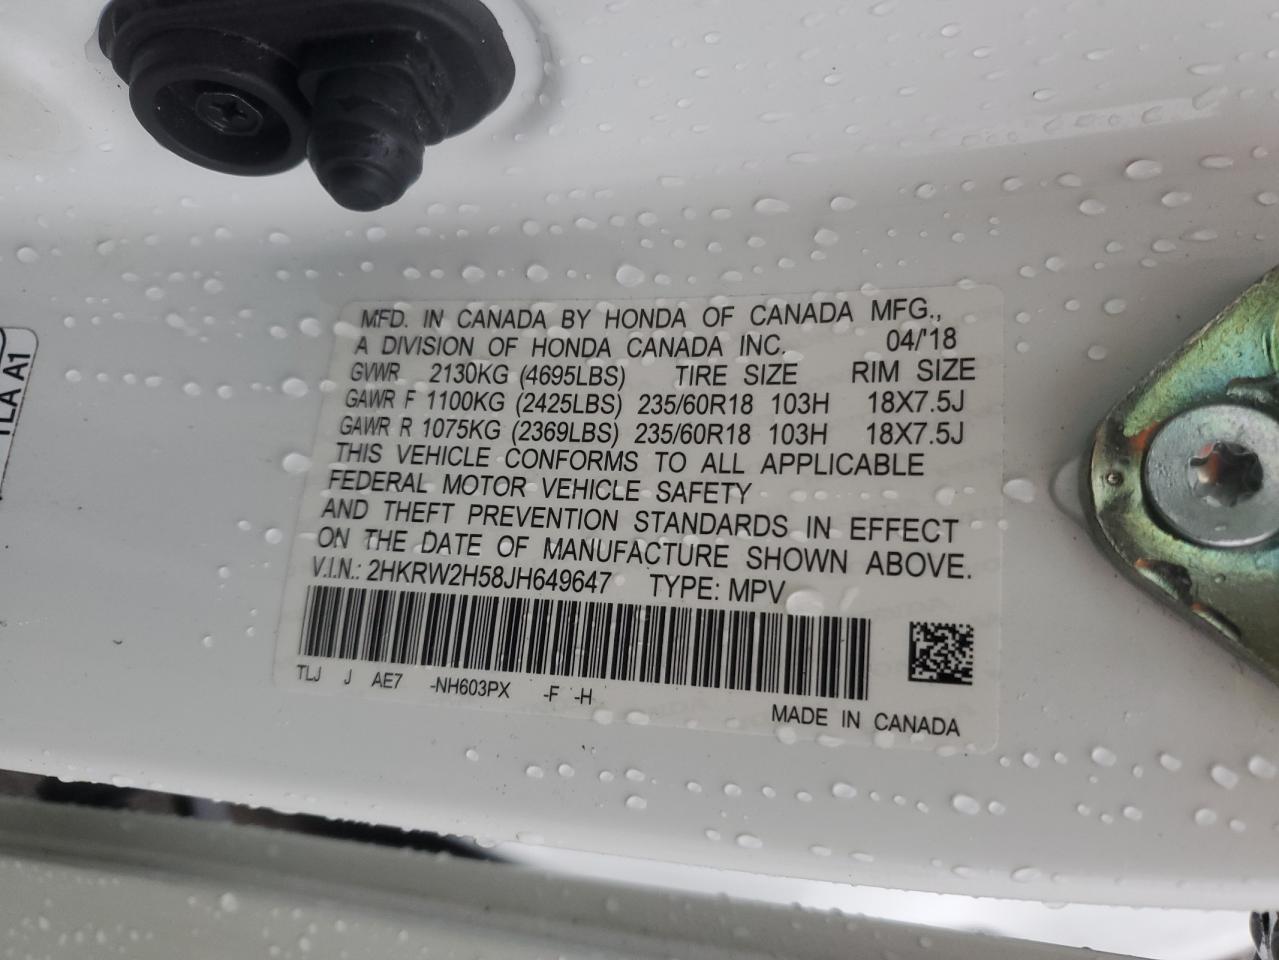 MFD. IN CANADA BY HONDA OF CANADA MFG.,
A DIVISION OF HONDA CANADA INC. 04/'18
GVWR 2130KG (4695LBS) TIRE SIZE RIM SIZE
GAWR F 1100KG (2425LBS) 235/60R18 103H 18X7.5J
GAWR R 1075KG (2369LBS) 235/60R18 103H 18X7.5J
THIS VEHICLE CONFORMS TO ALL APPLICABLE
FEDERAL MOTOR VEHICLE SAFETY
AND THEFT PREVENTION STANDARDS IN EFFECT
ON THE DATE OF MANUFACTURE SHOWN ABOVE.
V.I.N.: 2HKRW2H58JH649647 TYPE: MPV
TLJ J AE7 -NH603PX -F -H
MADE IN CANADA
TLA A1